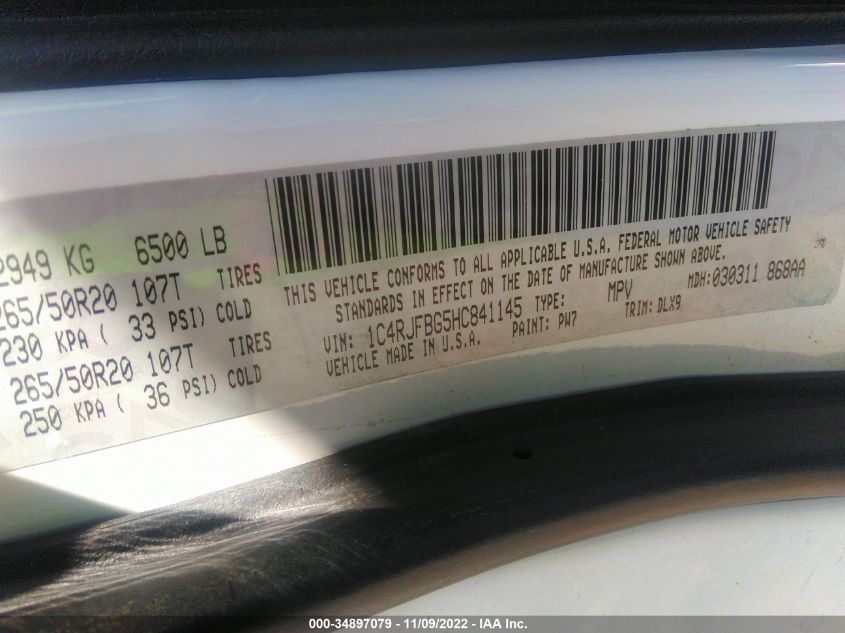 2949 KG 6500 LB
265/50R20 107T TIRES
230 KPA ( 33 PSI) COLD
265/50R20 107T TIRES
250 KPA ( 36 PSI) COLD
THIS VEHICLE CONFORMS TO ALL APPLICABLE U.S.A. FEDERAL MOTOR VEHICLE SAFETY
STANDARDS IN EFFECT ON THE DATE OF MANUFACTURE SHOWN ABOVE.
VIN: 1C4RJFBG5HC841145 TYPE: MPV MDH: 030311 868AA
VEHICLE MADE IN U.S.A. PAINT: PW7 TRIM: DLX9
000-34897079 - 11/09/2022 - IAA Inc.